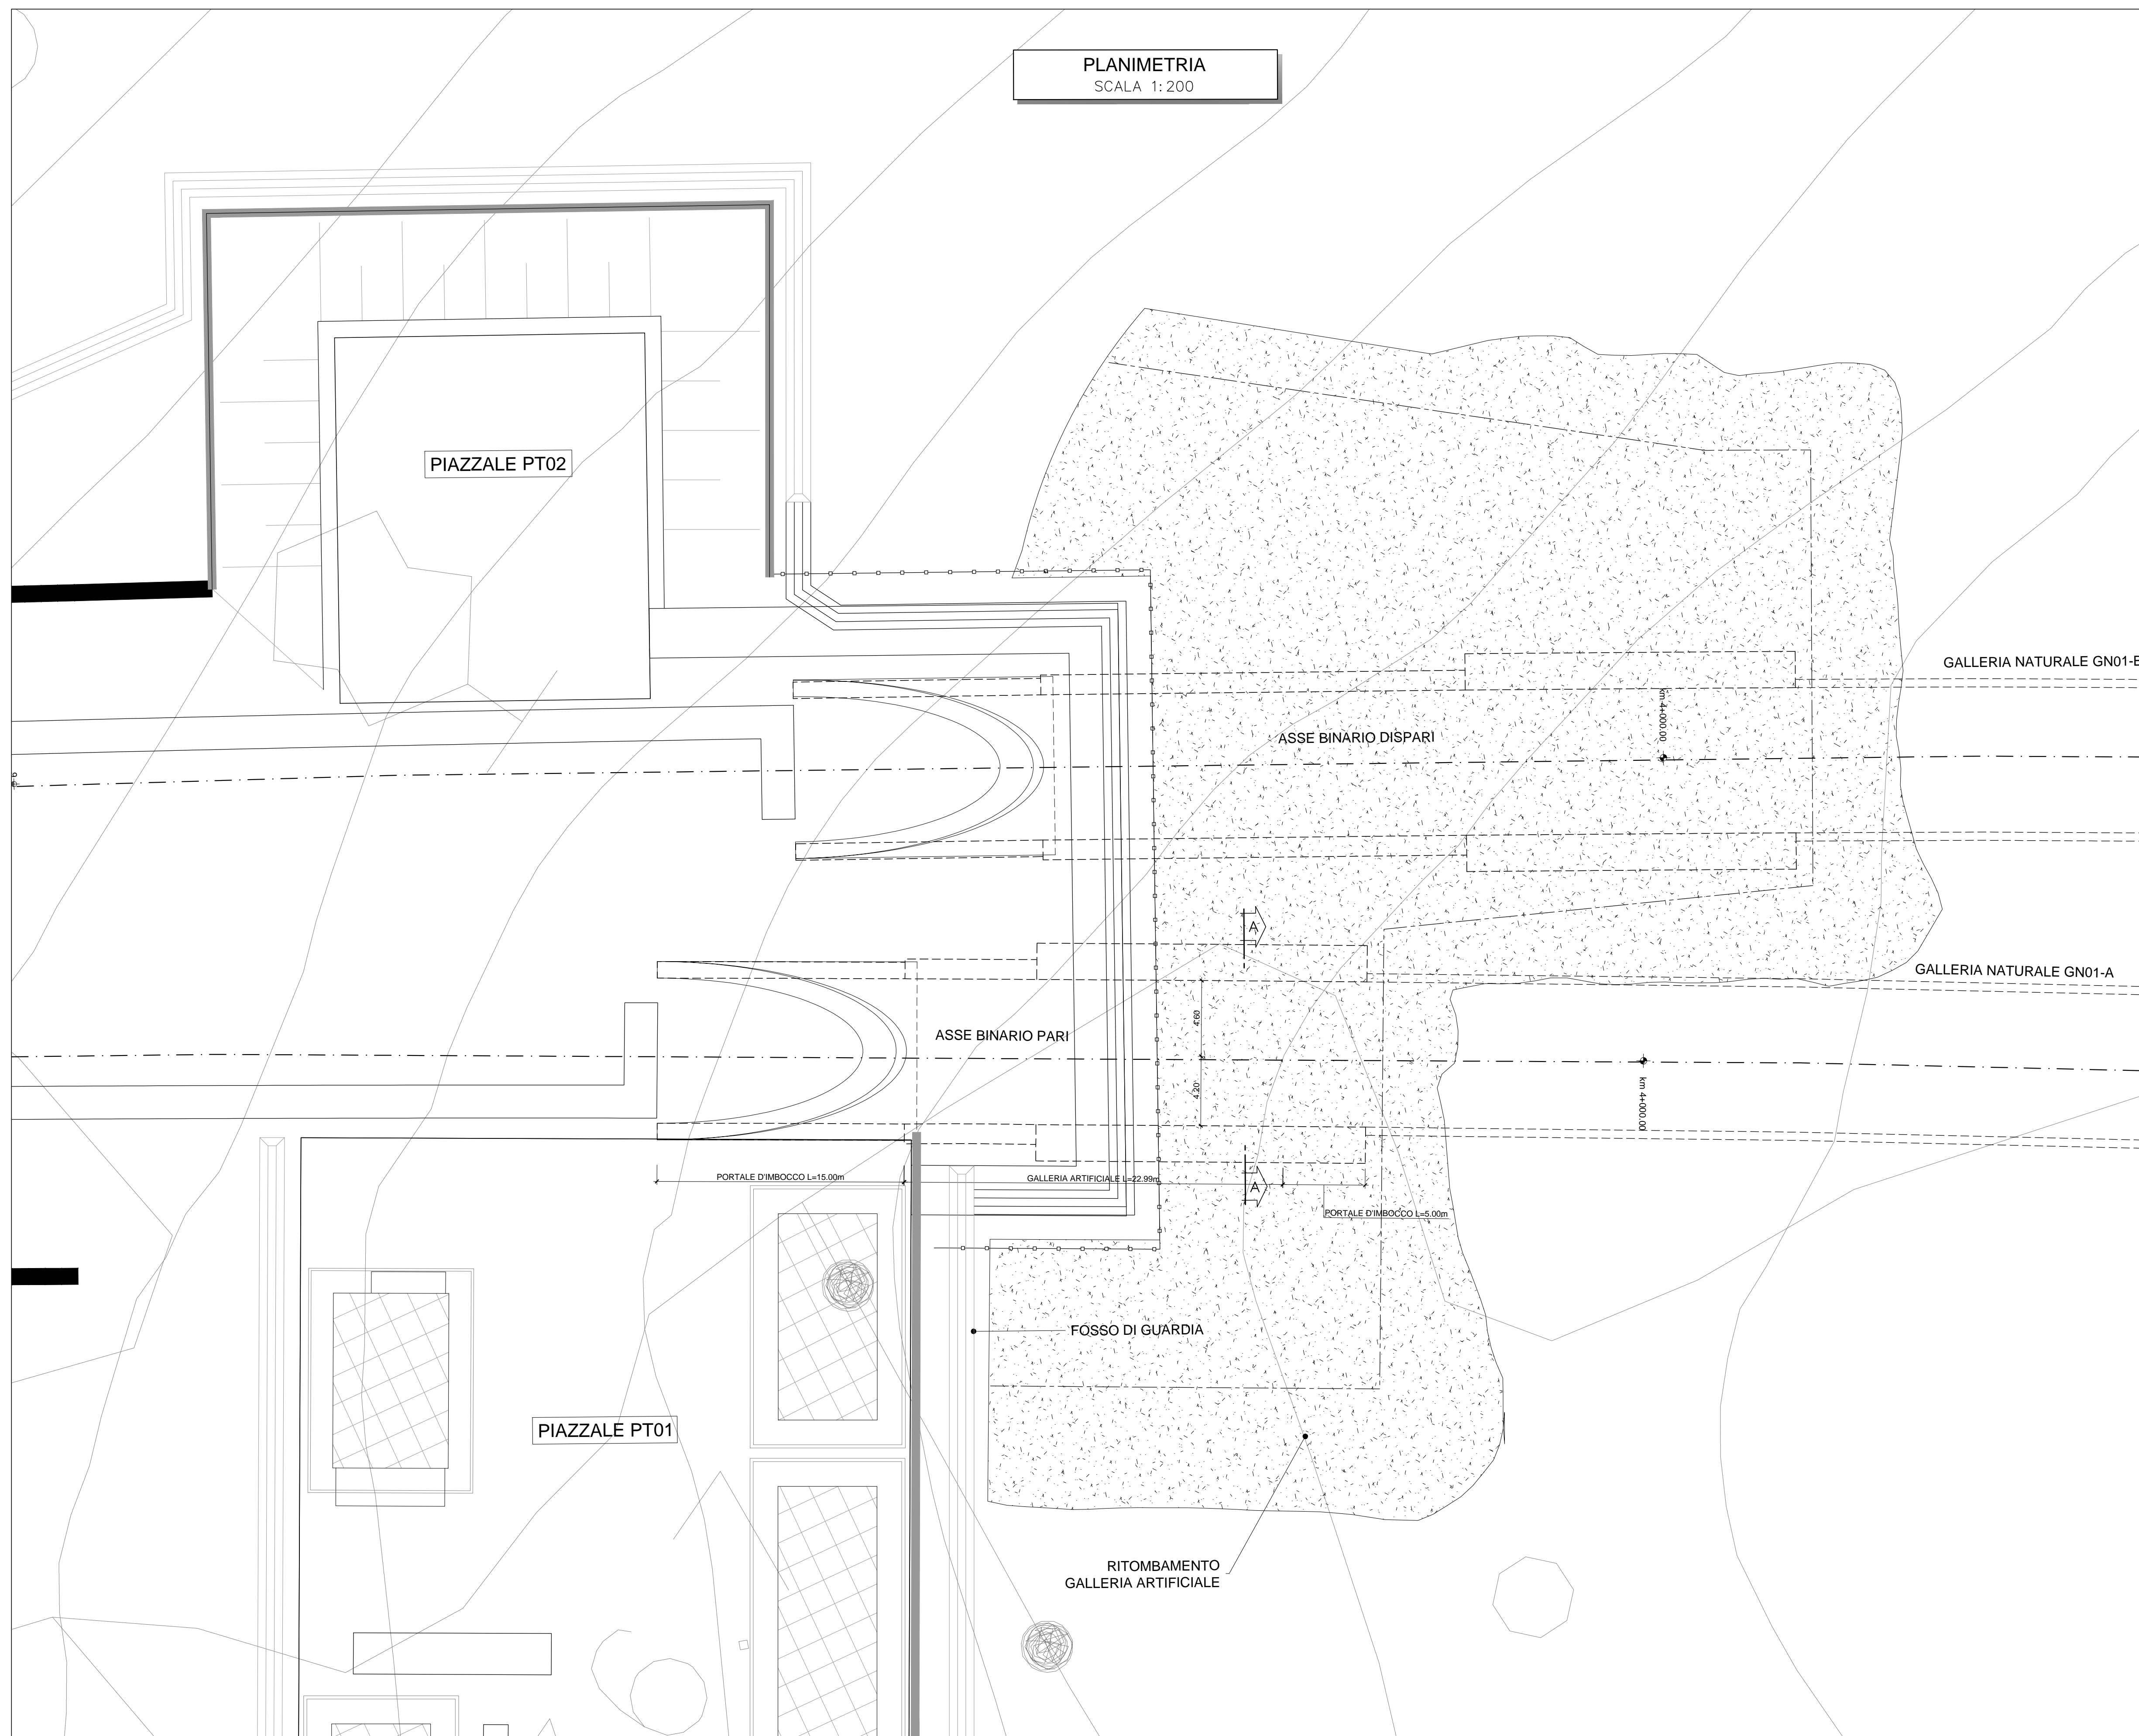 PLANIMETRIA
SCALA 1:200
PIAZZALE PT02
GALLERIA NATURALE GN01-B
km 4+000.00
ASSE BINARIO DISPARI
A
GALLERIA NATURALE GN01-A
4.60
ASSE BINARIO PARI
4.20
km 4+000.00
PORTALE D'IMBOCCO L=15.00m
GALLERIA ARTIFICIALE L=22.99m
A
PORTALE D'IMBOCCO L=5.00m
FOSSO DI GUARDIA
PIAZZALE PT01
RITOMBAMENTO
GALLERIA ARTIFICIALE